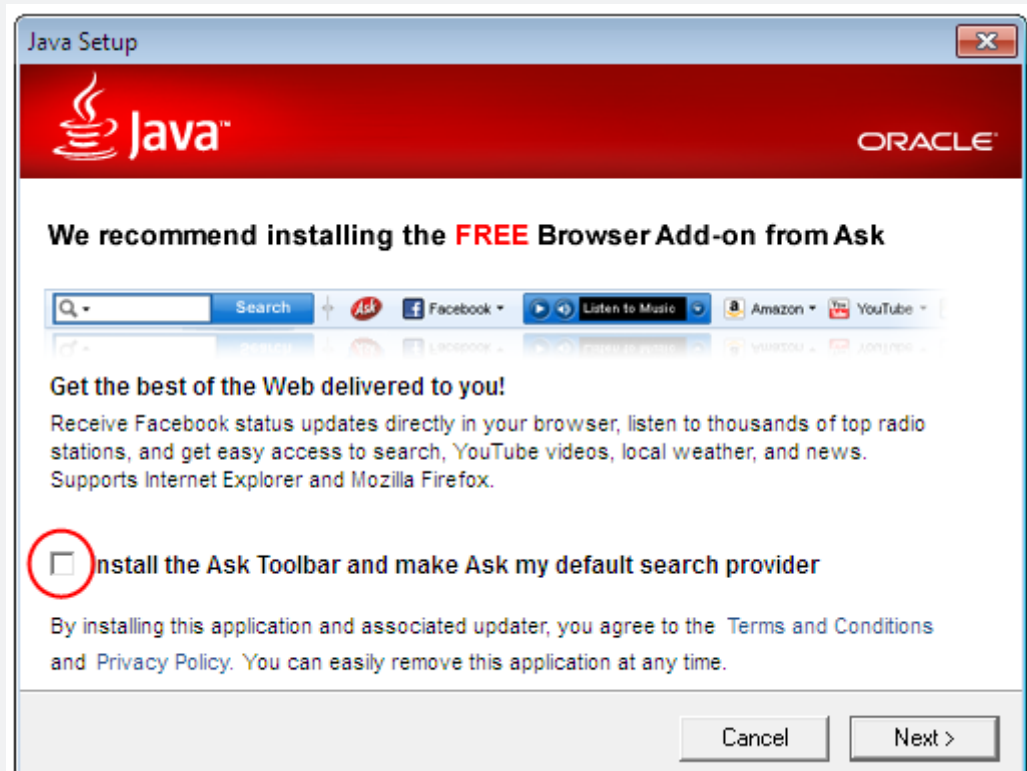 Java Setup
Java™
ORACLE
We recommend installing the FREE Browser Add-on from Ask
Search Ask Facebook Listen to Music Amazon YouTube
Get the best of the Web delivered to you!
Receive Facebook status updates directly in your browser, listen to thousands of top radio
stations, and get easy access to search, YouTube videos, local weather, and news.
Supports Internet Explorer and Mozilla Firefox.
nstall the Ask Toolbar and make Ask my default search provider
By installing this application and associated updater, you agree to the Terms and Conditions
and Privacy Policy. You can easily remove this application at any time.
Cancel Next >